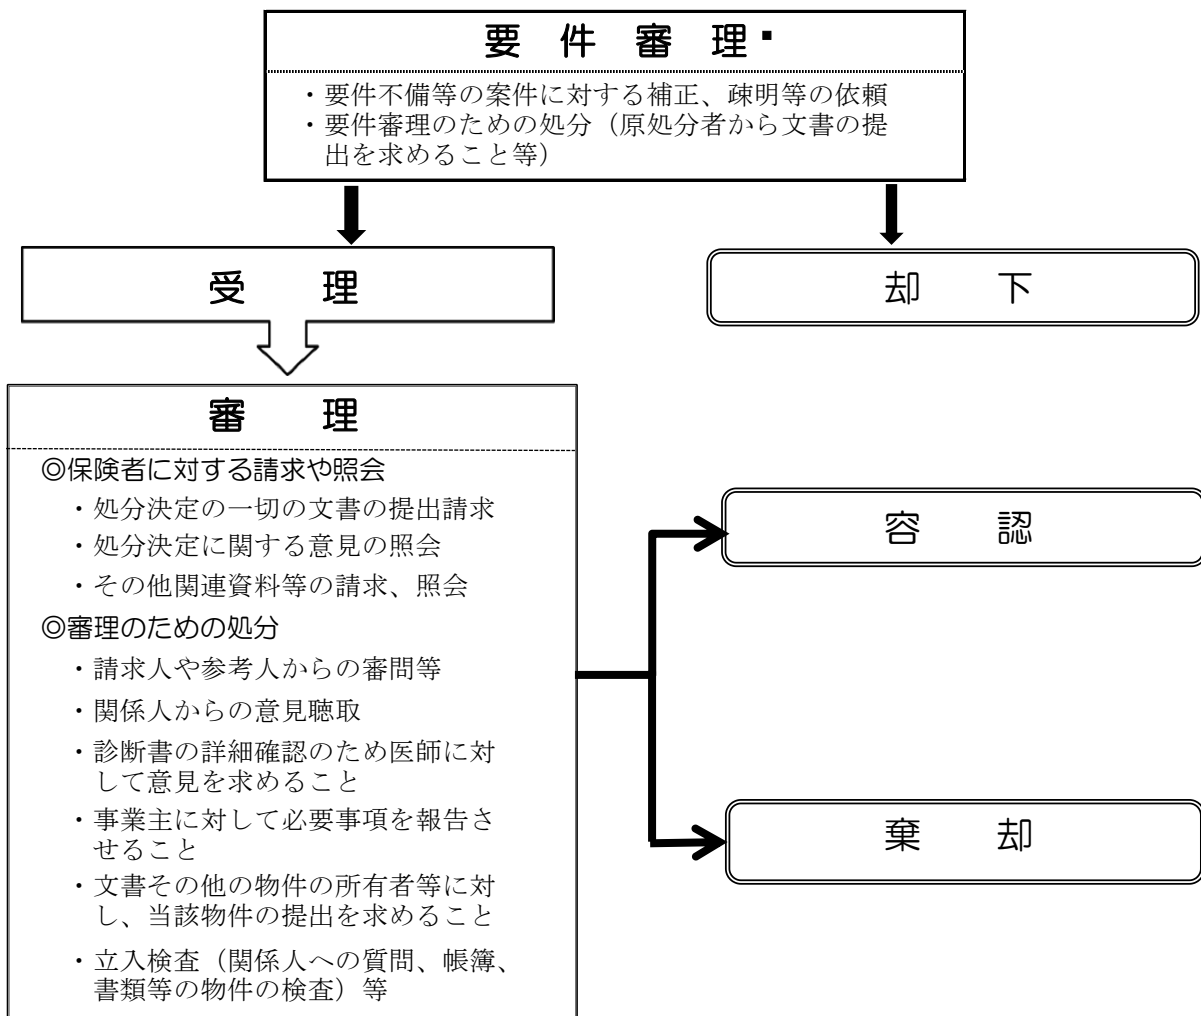 要件審理▪
・要件不備等の案件に対する補正、疎明等の依頼
・要件審理のための処分（原処分者から文書の提
出を求めること等）
受理
却下
審理
◎保険者に対する請求や照会
・処分決定の一切の文書の提出請求
・処分決定に関する意見の照会
・その他関連資料等の請求、照会
◎審理のための処分
・請求人や参考人からの審問等
・関係人からの意見聴取
・診断書の詳細確認のため医師に対
して意見を求めること
・事業主に対して必要事項を報告さ
せること
・文書その他の物件の所有者等に対
し、当該物件の提出を求めること
・立入検査（関係人への質問、帳簿、
書類等の物件の検査）等
容認
棄却